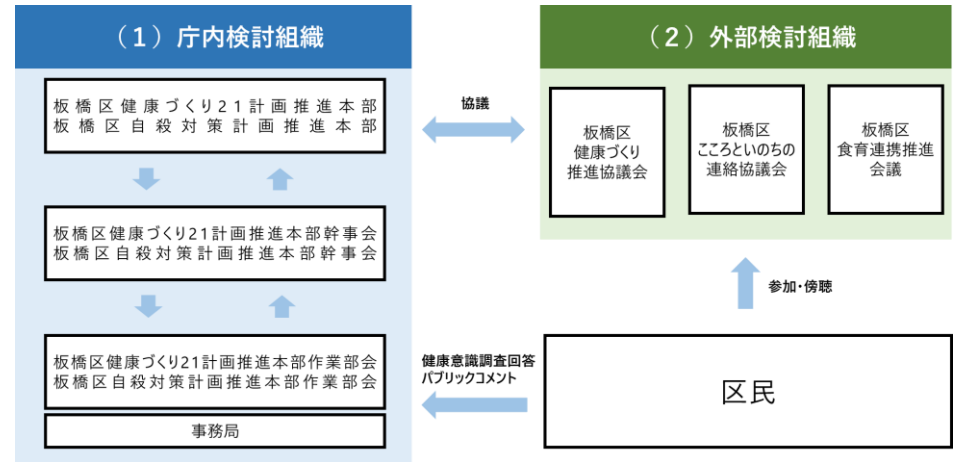 （1）庁内検討組織
板橋区健康づくり21計画推進本部
板橋区自殺対策計画推進本部
板橋区健康づくり21計画推進本部幹事会
板橋区自殺対策計画推進本部幹事会
板橋区健康づくり21計画推進本部作業部会
板橋区自殺対策計画推進本部作業部会
事務局
協議
（2）外部検討組織
板橋区
健康づくり
推進協議会
板橋区
こころといのちの
連絡協議会
板橋区
食育連携推進
会議
参加・傍聴
健康意識調査回答
パブリックコメント
区民